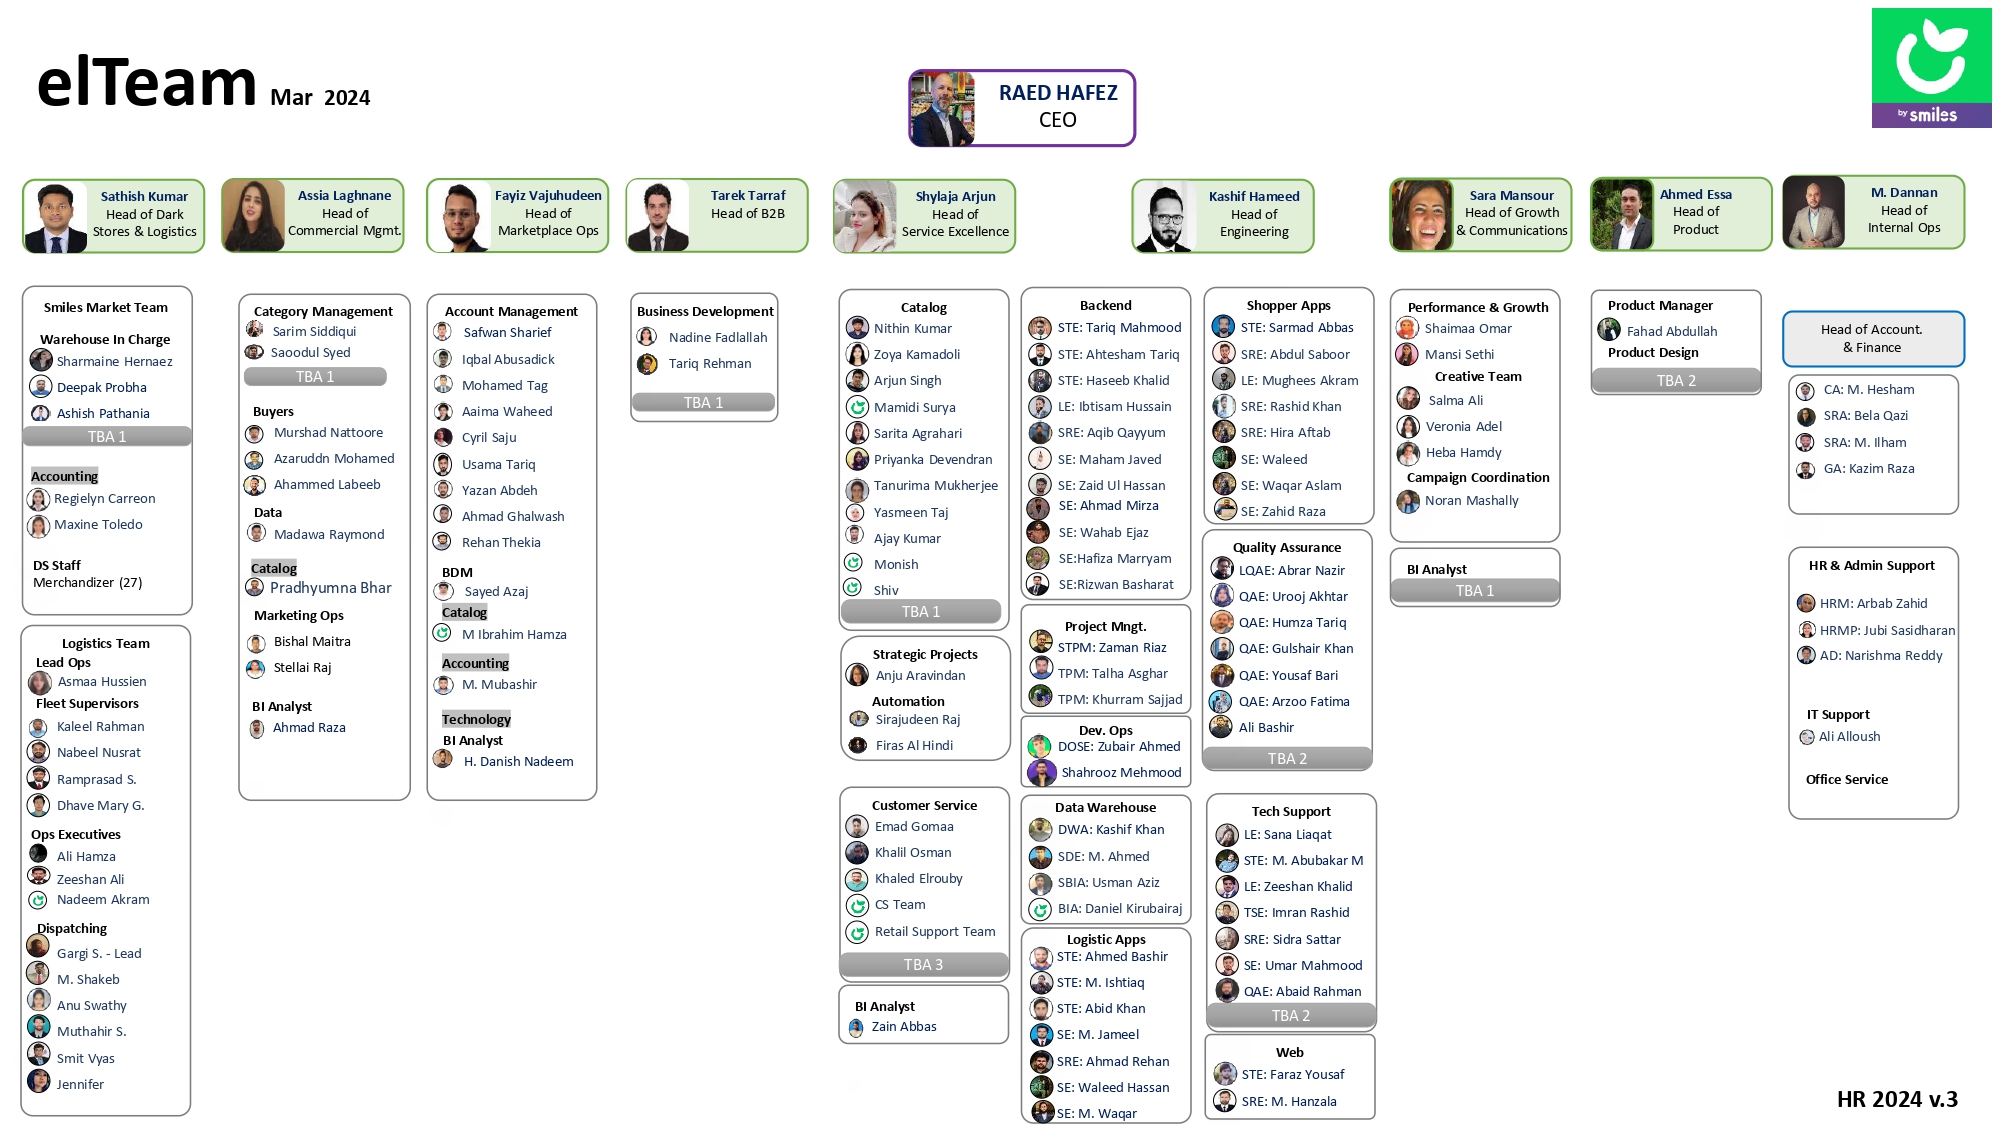 elTeam Mar 2024
by smiles
RAED HAFEZ
CEO
Sathish Kumar
Head of Dark
Stores & Logistics
Assia Laghnane
Head of
Commercial Mgmt.
Fayiz Vajuhudeen
Head of
Marketplace Ops
Tarek Tarraf
Head of B2B
Shylaja Arjun
Head of
Service Excellence
Kashif Hameed
Head of
Engineering
Sara Mansour
Head of Growth
& Communications
Ahmed Essa
Head of
Product
M. Dannan
Head of
Internal Ops
Smiles Market Team
Warehouse In Charge
Sharmaine Hernaez
Deepak Probha
Ashish Pathania
TBA 1
Accounting
Regielyn Carreon
Maxine Toledo
DS Staff
Merchandizer (27)
Logistics Team
Lead Ops
Asmaa Hussien
Fleet Supervisors
Kaleel Rahman
Nabeel Nusrat
Ramprasad S.
Dhave Mary G.
Ops Executives
Ali Hamza
Zeeshan Ali
Nadeem Akram
Dispatching
Gargi S. - Lead
M. Shakeb
Anu Swathy
Muthahir S.
Smit Vyas
Jennifer
Category Management
Sarim Siddiqui
Saoodul Syed
TBA 1
Buyers
Murshad Nattoore
Azaruddn Mohamed
Ahammed Labeeb
Data
Madawa Raymond
Catalog
Pradhyumna Bhar
Marketing Ops
Bishal Maitra
Stellai Raj
BI Analyst
Ahmad Raza
Account Management
Safwan Sharief
Iqbal Abusadick
Mohamed Tag
Aaima Waheed
Cyril Saju
Usama Tariq
Yazan Abdeh
Ahmad Ghalwash
Rehan Thekia
BDM
Sayed Azaj
Catalog
M Ibrahim Hamza
Accounting
M. Mubashir
Technology
BI Analyst
H. Danish Nadeem
Business Development
Nadine Fadlallah
Tariq Rehman
TBA 1
Catalog
Nithin Kumar
Zoya Kamadoli
Arjun Singh
Mamidi Surya
Sarita Agrahari
Priyanka Devendran
Tanurima Mukherjee
Yasmeen Taj
Ajay Kumar
Monish
Shiv
TBA 1
Strategic Projects
Anju Aravindan
Automation
Sirajudeen Raj
Firas Al Hindi
Customer Service
Emad Gomaa
Khalil Osman
Khaled Elrouby
CS Team
Retail Support Team
TBA 3
BI Analyst
Zain Abbas
Backend
STE: Tariq Mahmood
STE: Ahtesham Tariq
STE: Haseeb Khalid
LE: Ibtisam Hussain
SRE: Aqib Qayyum
SE: Maham Javed
SE: Zaid Ul Hassan
SE: Ahmad Mirza
SE: Wahab Ejaz
SE:Hafiza Marryam
SE:Rizwan Basharat
Project Mngt.
STPM: Zaman Riaz
TPM: Talha Asghar
TPM: Khurram Sajjad
Dev. Ops
DOSE: Zubair Ahmed
Shahrooz Mehmood
Data Warehouse
DWA: Kashif Khan
SDE: M. Ahmed
SBIA: Usman Aziz
BIA: Daniel Kirubairaj
Logistic Apps
STE: Ahmed Bashir
STE: M. Ishtiaq
STE: Abid Khan
SE: M. Jameel
SRE: Ahmad Rehan
SE: Waleed Hassan
SE: M. Waqar
Shopper Apps
STE: Sarmad Abbas
SRE: Abdul Saboor
LE: Mughees Akram
SRE: Rashid Khan
SRE: Hira Aftab
SE: Waleed
SE: Waqar Aslam
SE: Zahid Raza
Quality Assurance
LQAE: Abrar Nazir
QAE: Urooj Akhtar
QAE: Humza Tariq
QAE: Gulshair Khan
QAE: Yousaf Bari
QAE: Arzoo Fatima
Ali Bashir
TBA 2
Tech Support
LE: Sana Liaqat
STE: M. Abubakar M
LE: Zeeshan Khalid
TSE: Imran Rashid
SRE: Sidra Sattar
SE: Umar Mahmood
QAE: Abaid Rahman
TBA 2
Web
STE: Faraz Yousaf
SRE: M. Hanzala
Performance & Growth
Shaimaa Omar
Mansi Sethi
Creative Team
Salma Ali
Veronia Adel
Heba Hamdy
Campaign Coordination
Noran Mashally
BI Analyst
TBA 1
Product Manager
Fahad Abdullah
Product Design
TBA 2
Head of Account.
& Finance
CA: M. Hesham
SRA: Bela Qazi
SRA: M. Ilham
GA: Kazim Raza
HR & Admin Support
HRM: Arbab Zahid
HRMP: Jubi Sasidharan
AD: Narishma Reddy
IT Support
Ali Alloush
Office Service
HR 2024 v.3